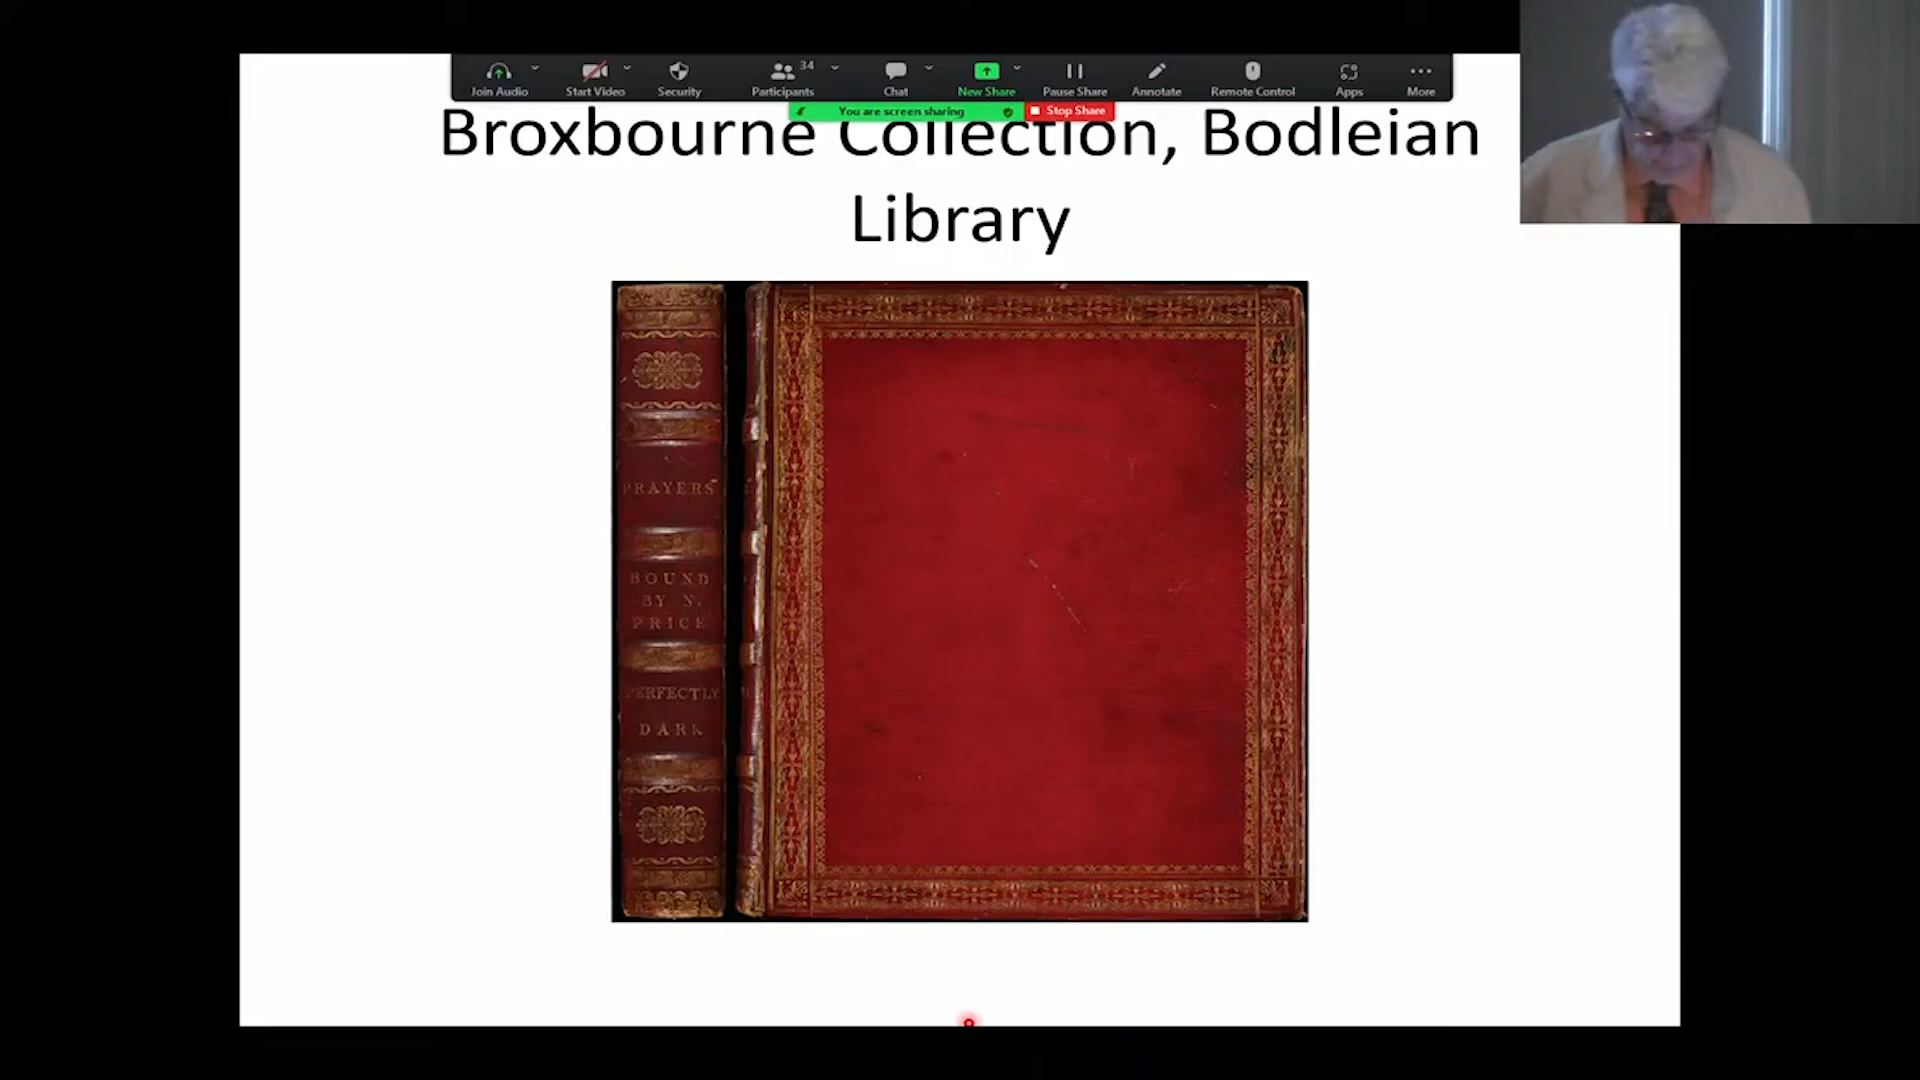 Join Audio
Start Video
Security
Participants
34
Chat
New Share
Pause Share
Annotate
Remote Control
Apps
More
You are screen sharing
Stop Share
Broxbourne Collection, Bodleian
Library
PRAYERS
BOUND
BY N.
PRICE
PERFECTLY
DARK